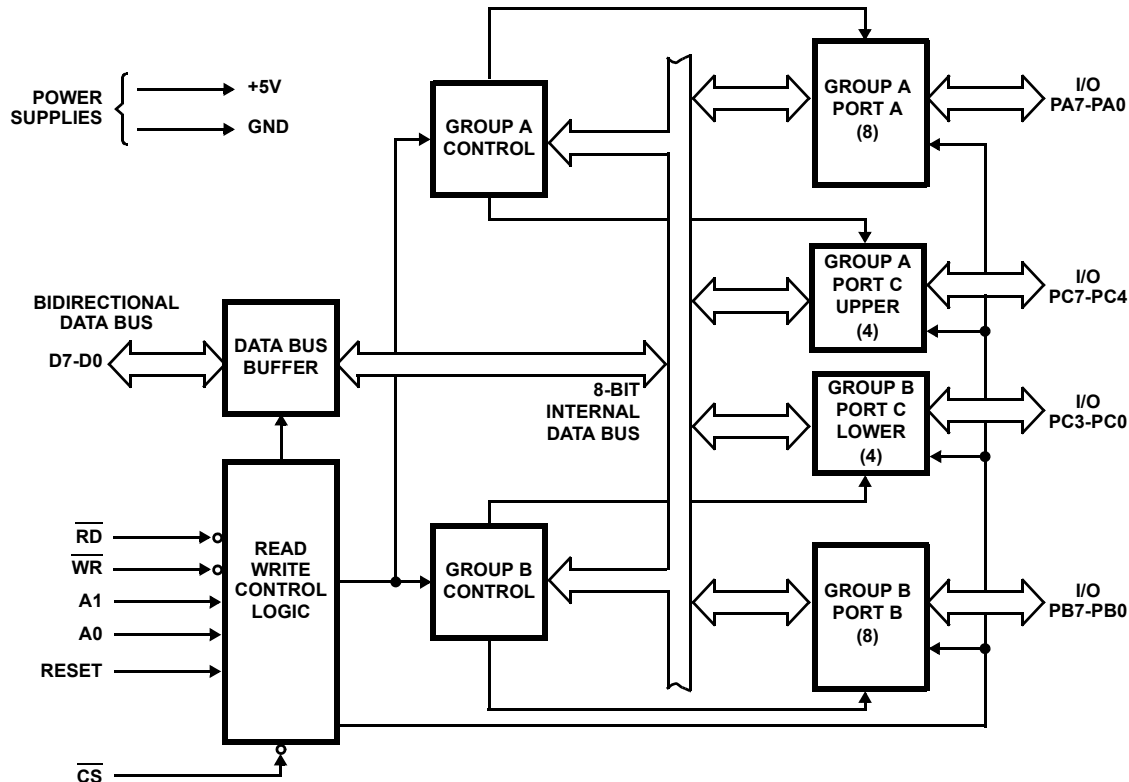 POWER
SUPPLIES
+5V
GND
GROUP A
CONTROL
GROUP A
PORT A
(8)
I/O
PA7-PA0
GROUP A
PORT C
UPPER
(4)
I/O
PC7-PC4
BIDIRECTIONAL
DATA BUS
D7-D0
DATA BUS
BUFFER
8-BIT
INTERNAL
DATA BUS
GROUP B
PORT C
LOWER
(4)
I/O
PC3-PC0
RD
WR
A1
A0
RESET
CS
READ
WRITE
CONTROL
LOGIC
GROUP B
CONTROL
GROUP B
PORT B
(8)
I/O
PB7-PB0